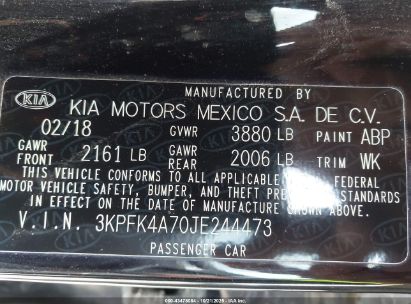 MANUFACTURED BY
KIA KIA MOTORS MEXICO S.A. DE C.V.
02/18 GVWR 3880 LB PAINT ABP
GAWR FRONT 2161 LB GAWR REAR 2006 LB TRIM WK
THIS VEHICLE CONFORMS TO ALL APPLICABLE FEDERAL
MOTOR VEHICLE SAFETY, BUMPER, AND THEFT PREVENTION STANDARDS
IN EFFECT ON THE DATE OF MANUFACTURE SHOWN ABOVE.
V.I.N. 3KPFK4A70JE244473
PASSENGER CAR